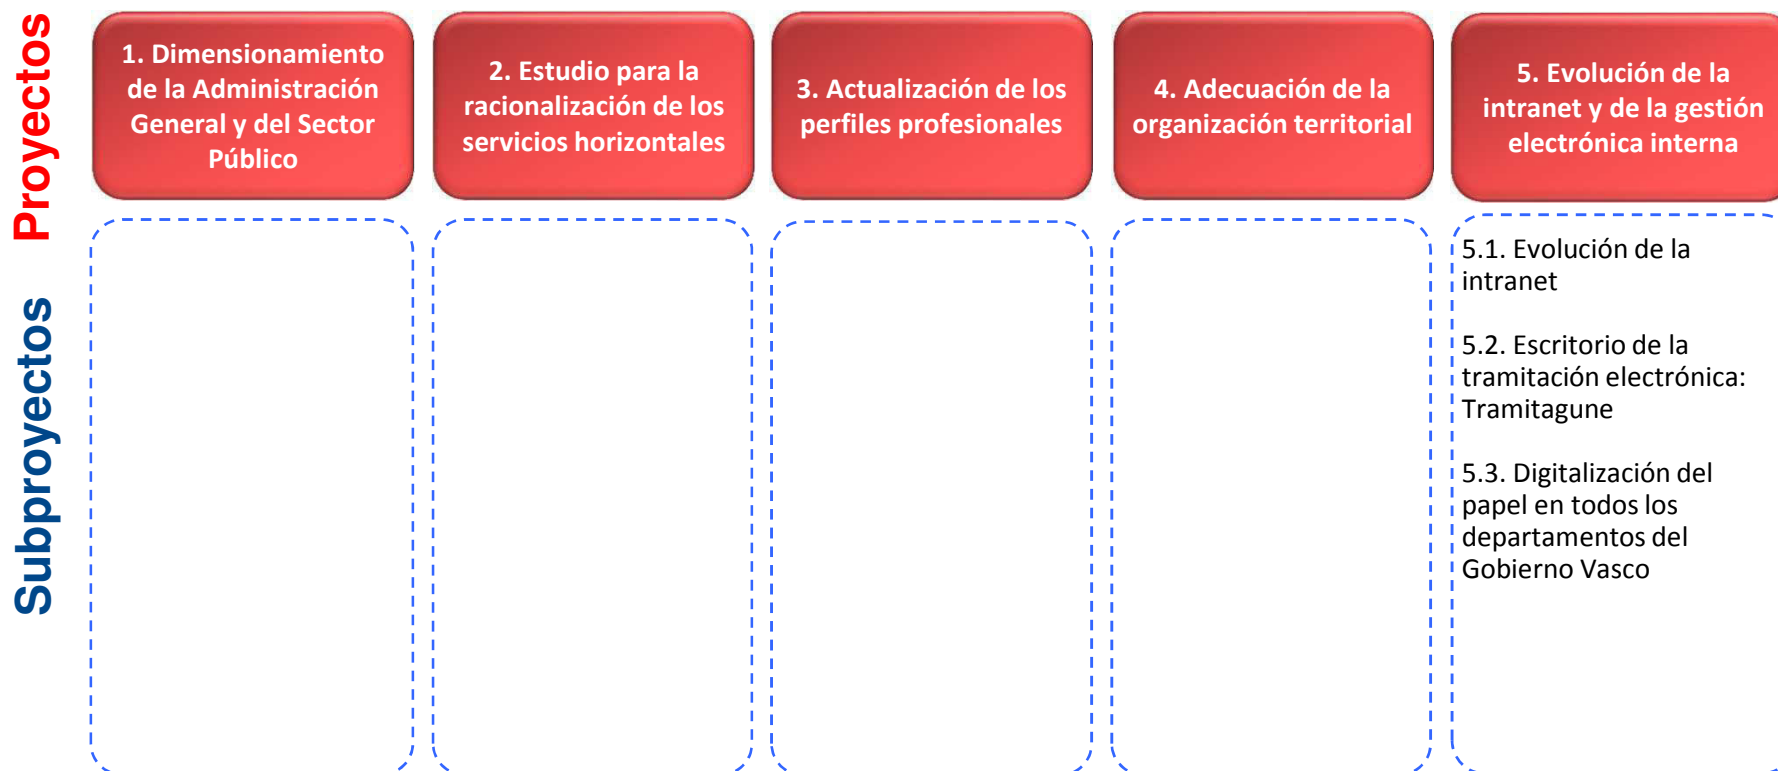 Proyectos
1. Dimensionamiento
de la Administración
General y del Sector
Público
2. Estudio para la
racionalización de los
servicios horizontales
3. Actualización de los
perfiles profesionales
4. Adecuación de la
organización territorial
5. Evolución de la
intranet y de la gestión
electrónica interna
Subproyectos
5.1. Evolución de la
intranet
5.2. Escritorio de la
tramitación electrónica:
Tramitagune
5.3. Digitalización del
papel en todos los
departamentos del
Gobierno Vasco